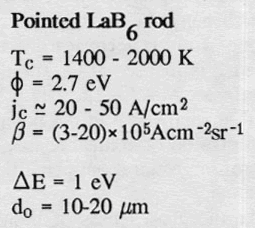 Pointed LaB₆ rod
Tc = 1400 - 2000 K
ϕ = 2.7 eV
jc ≃ 20 - 50 A/cm²
β = (3-20)×10⁵Acm⁻²sr⁻¹
ΔE = 1 eV
do = 10-20 μm